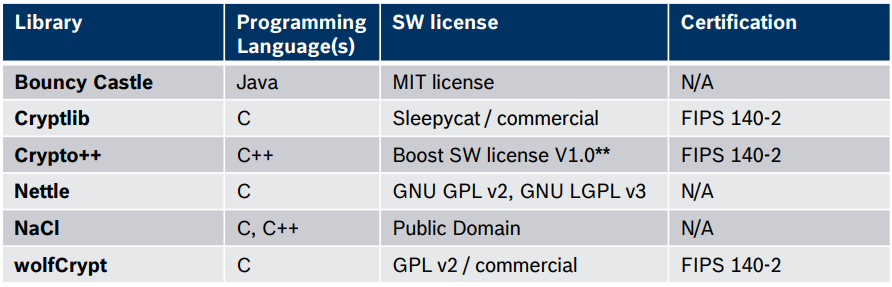 Library Programming Language(s) SW license Certification
Bouncy Castle Java MIT license N/A
Cryptlib C Sleepycat / commercial FIPS 140-2
Crypto++ C++ Boost SW license V1.0** FIPS 140-2
Nettle C GNU GPL v2, GNU LGPL v3 N/A
NaCl C, C++ Public Domain N/A
wolfCrypt C GPL v2 / commercial FIPS 140-2